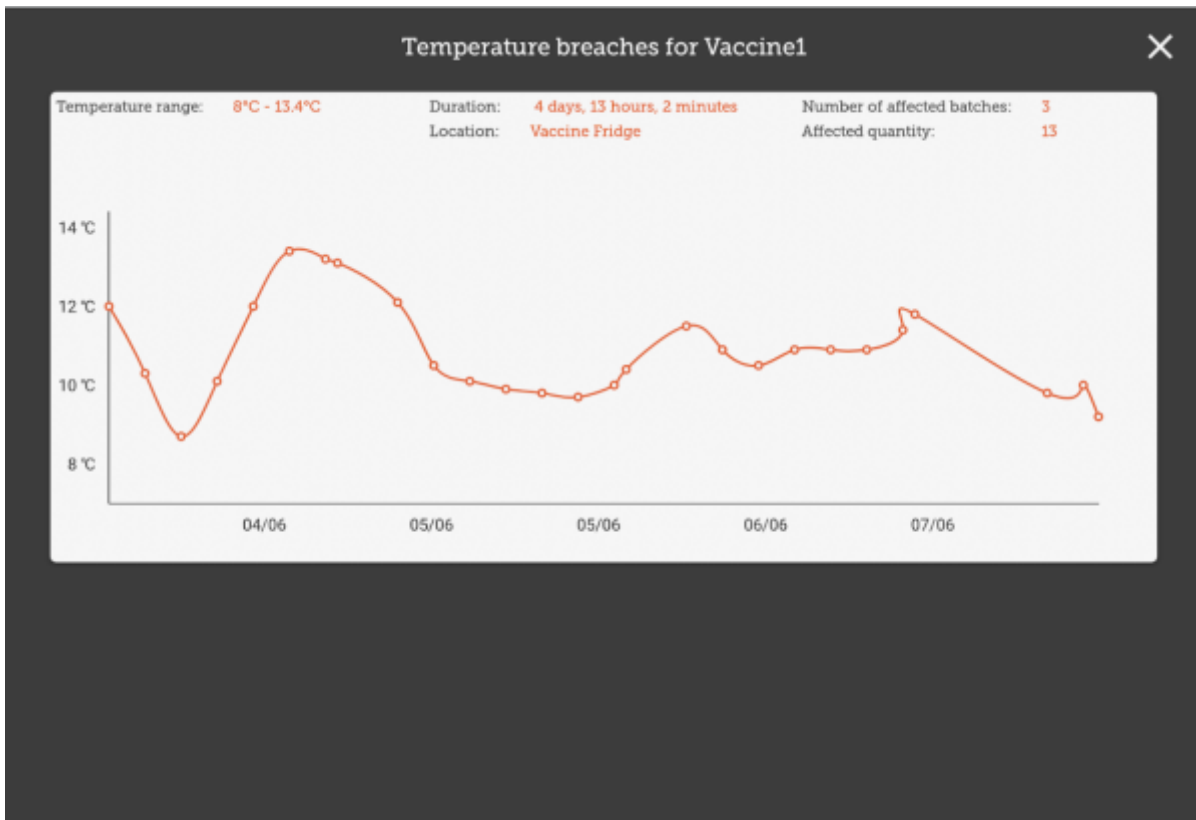 Temperature breaches for Vaccine1
Temperature range: 8°C - 13.4°C Duration: 4 days, 13 hours, 2 minutes Number of affected batches: 3
Location: Vaccine Fridge Affected quantity: 13
14 °C
12 °C
10 °C
8 °C
04/06 05/06 05/06 06/06 07/06